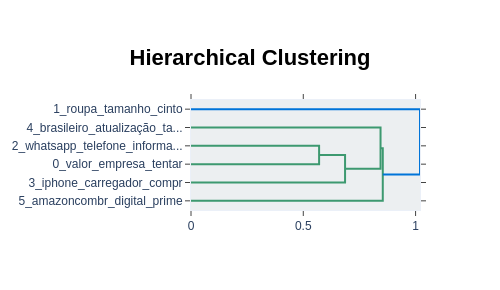 Hierarchical Clustering
1_roupa_tamanho_cinto
4_brasileiro_atualização_ta...
2_whatsapp_telefone_informa...
0_valor_empresa_tentar
3_iphone_carregador_compr
5_amazoncombr_digital_prime
0 0.5 1